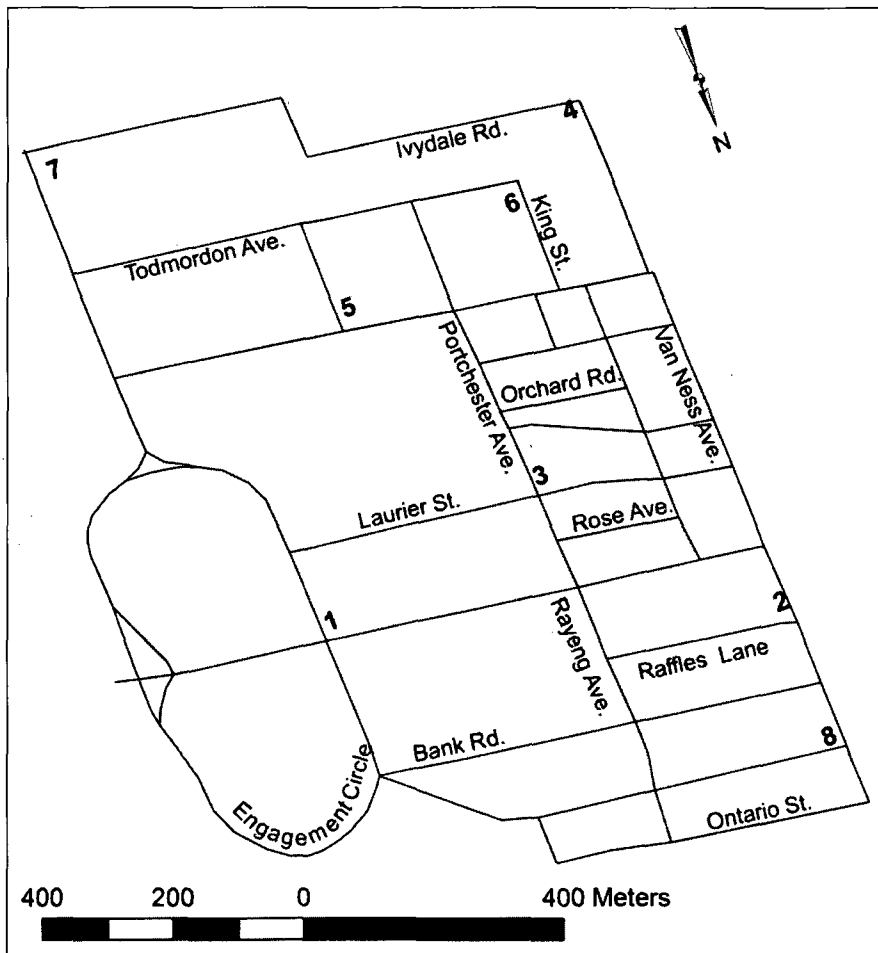 N
4
Ivydale Rd.
7
6
King St.
Todmordon Ave.
5
Portchester Ave.
Van Ness Ave.
Orchard Rd.
3
Laurier St.
Rose Ave.
1
2
Rayeng Ave.
Raffles Lane
Bank Rd.
8
Engagement Circle
Ontario St.
400 200 0 400 Meters